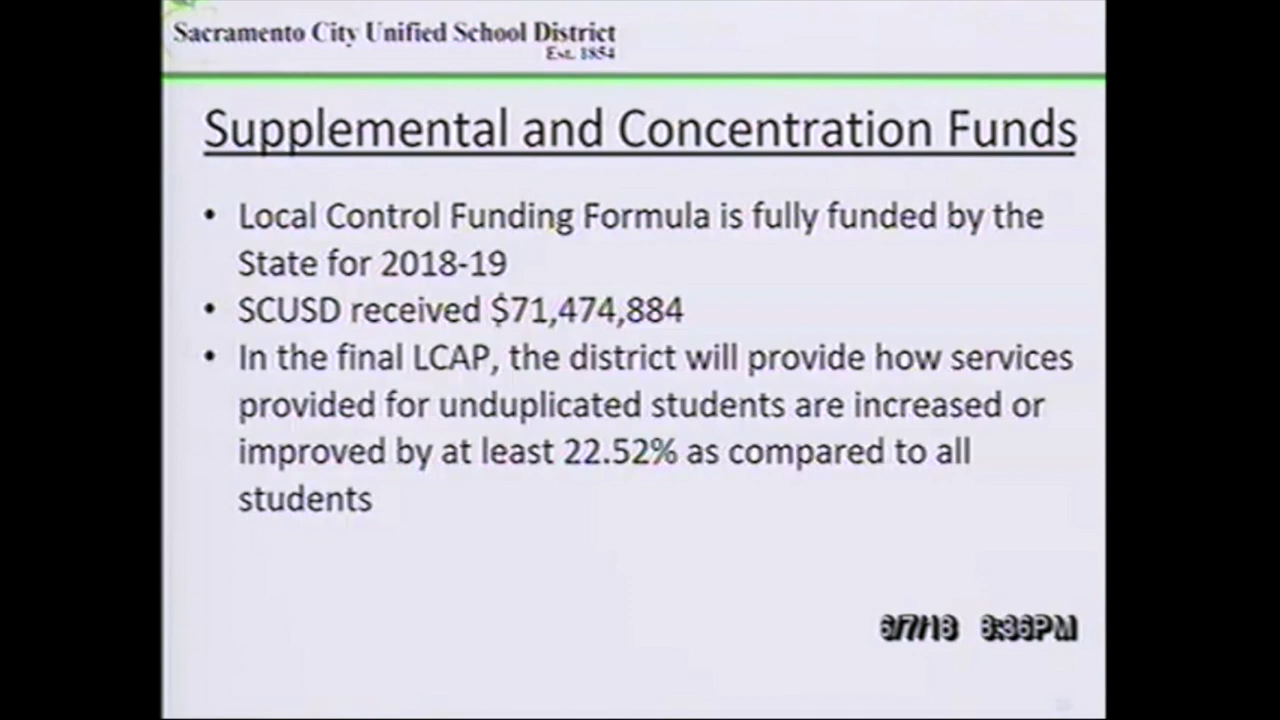 Sacramento City Unified School District
Est. 1854
Supplemental and Concentration Funds
• Local Control Funding Formula is fully funded by the
State for 2018-19
• SCUSD received $71,474,884
• In the final LCAP, the district will provide how services
provided for unduplicated students are increased or
improved by at least 22.52% as compared to all
students
6/7/18 8:36PM